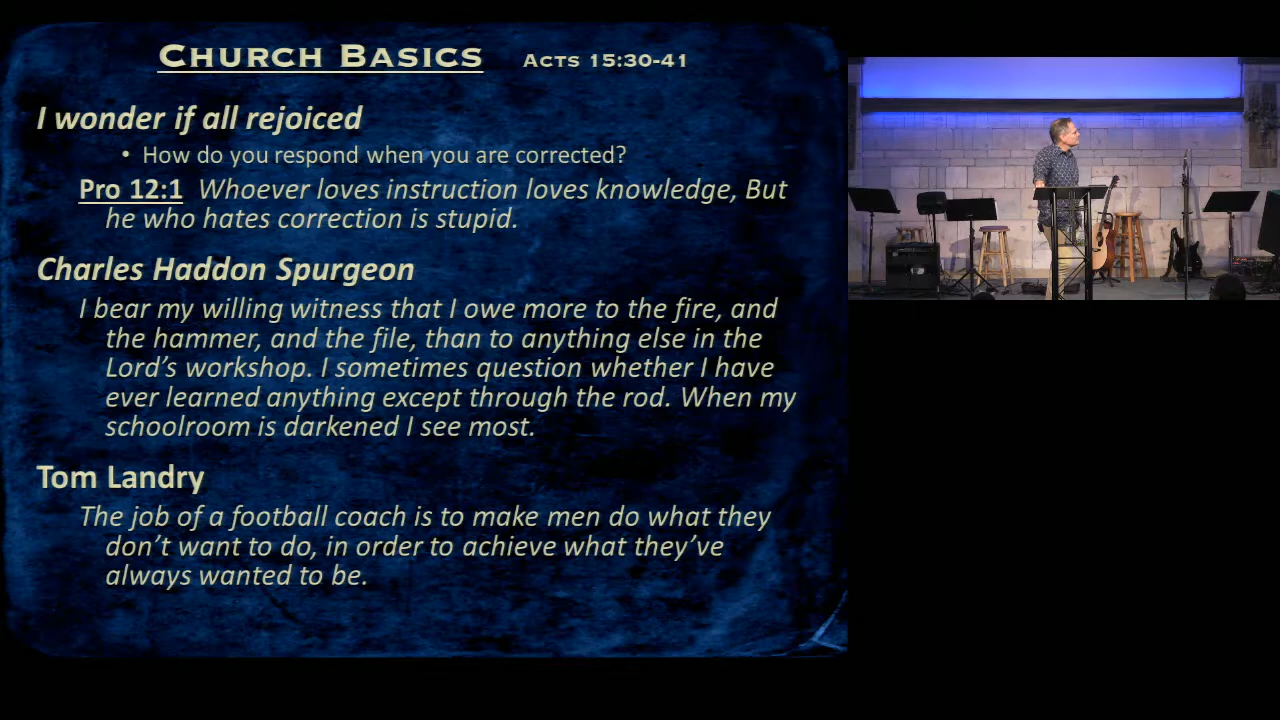 CHURCH BASICS ACTS 15:30-41
I wonder if all rejoiced
• How do you respond when you are corrected?
Pro 12:1 Whoever loves instruction loves knowledge, But
he who hates correction is stupid.
Charles Haddon Spurgeon
I bear my willing witness that I owe more to the fire, and
the hammer, and the file, than to anything else in the
Lord's workshop. I sometimes question whether I have
ever learned anything except through the rod. When my
schoolroom is darkened I see most.
Tom Landry
The job of a football coach is to make men do what they
don't want to do, in order to achieve what they've
always wanted to be.